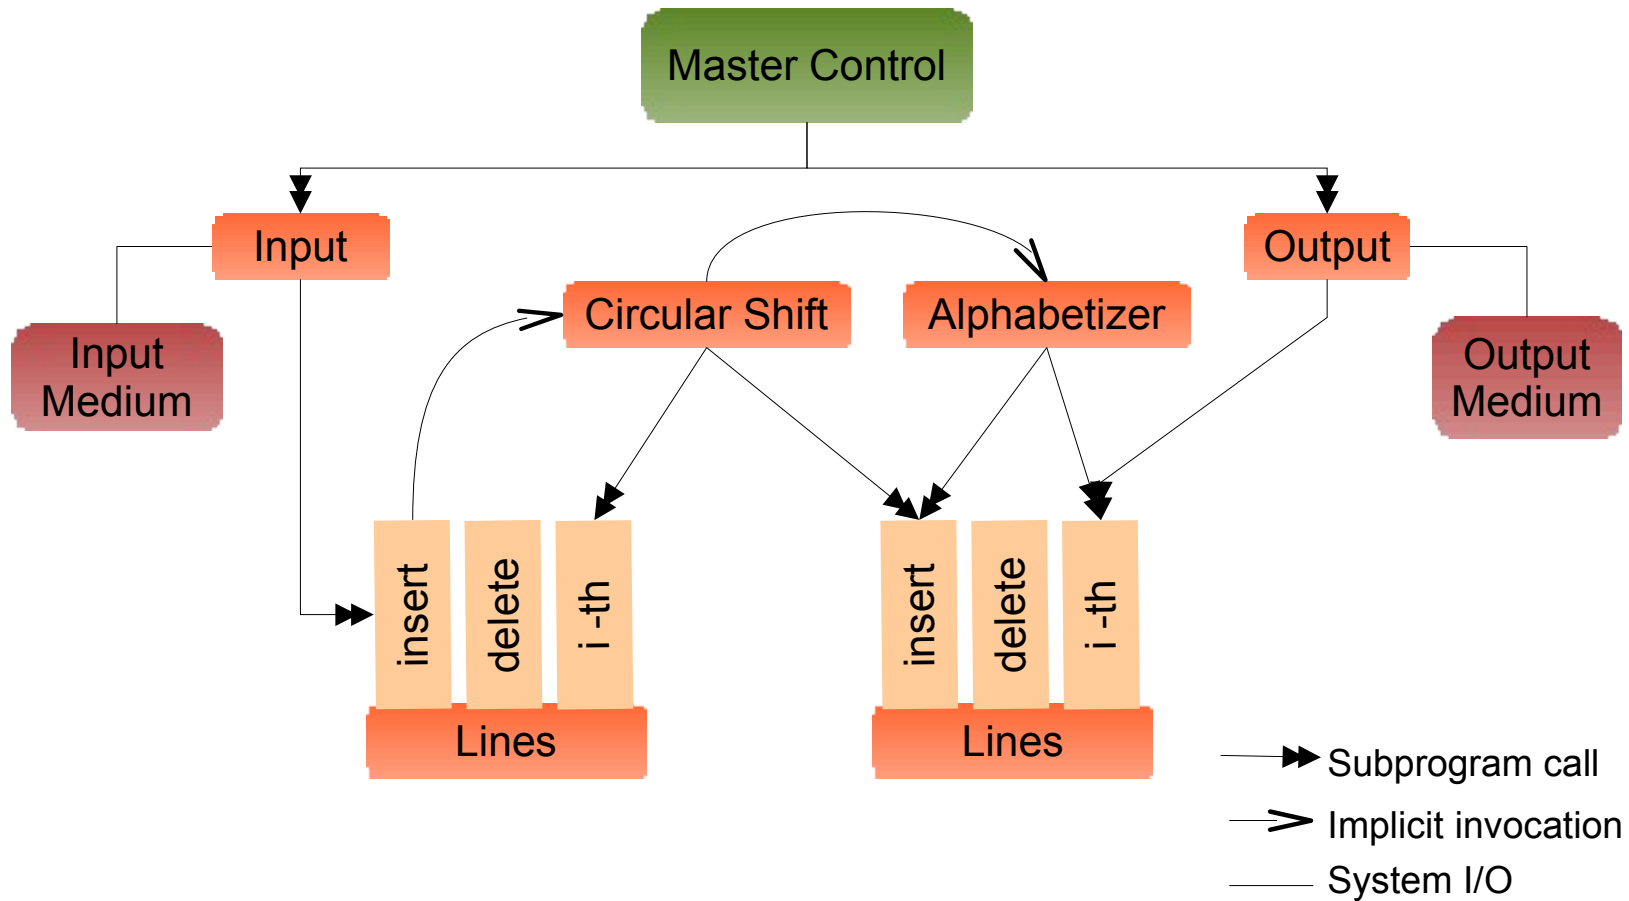 Master Control
Input
Output
Circular Shift
Alphabetizer
Input
Medium
Output
Medium
insert
delete
i -th
insert
delete
i -th
Lines
Lines
Subprogram call
Implicit invocation
System I/O